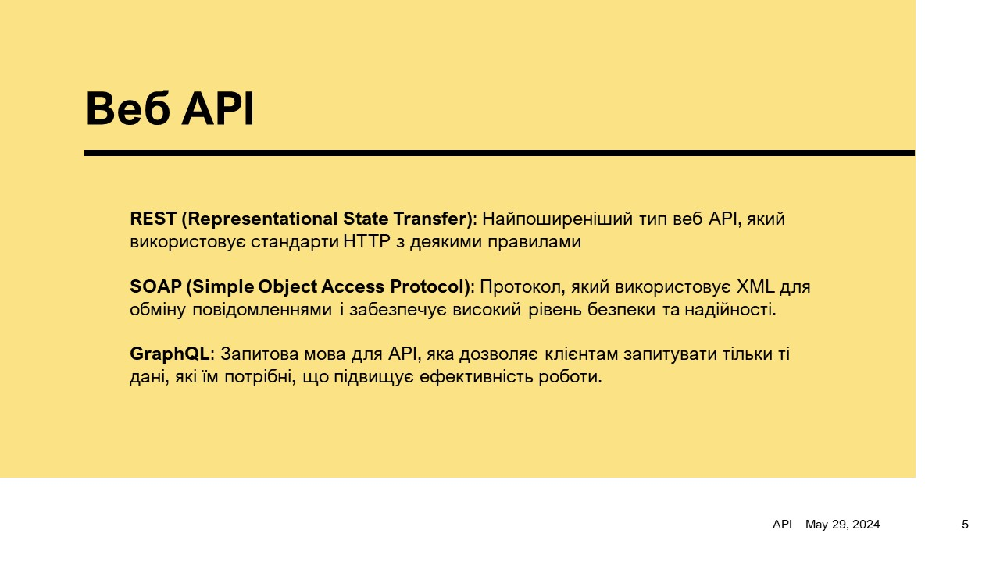 Веб API
REST (Representational State Transfer): Найпоширеніший тип веб API, який
використовує стандарти HTTP з деякими правилами
SOAP (Simple Object Access Protocol): Протокол, який використовує XML для
обміну повідомленнями і забезпечує високий рівень безпеки та надійності.
GraphQL: Запитова мова для API, яка дозволяє клієнтам запитувати тільки ті
дані, які їм потрібні, що підвищує ефективність роботи.
API May 29, 2024 5